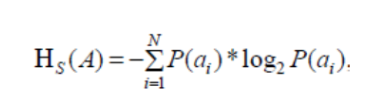 H_S(A) = −∑_{i=1}^{N} P(a_i) * log_2 P(a_i),